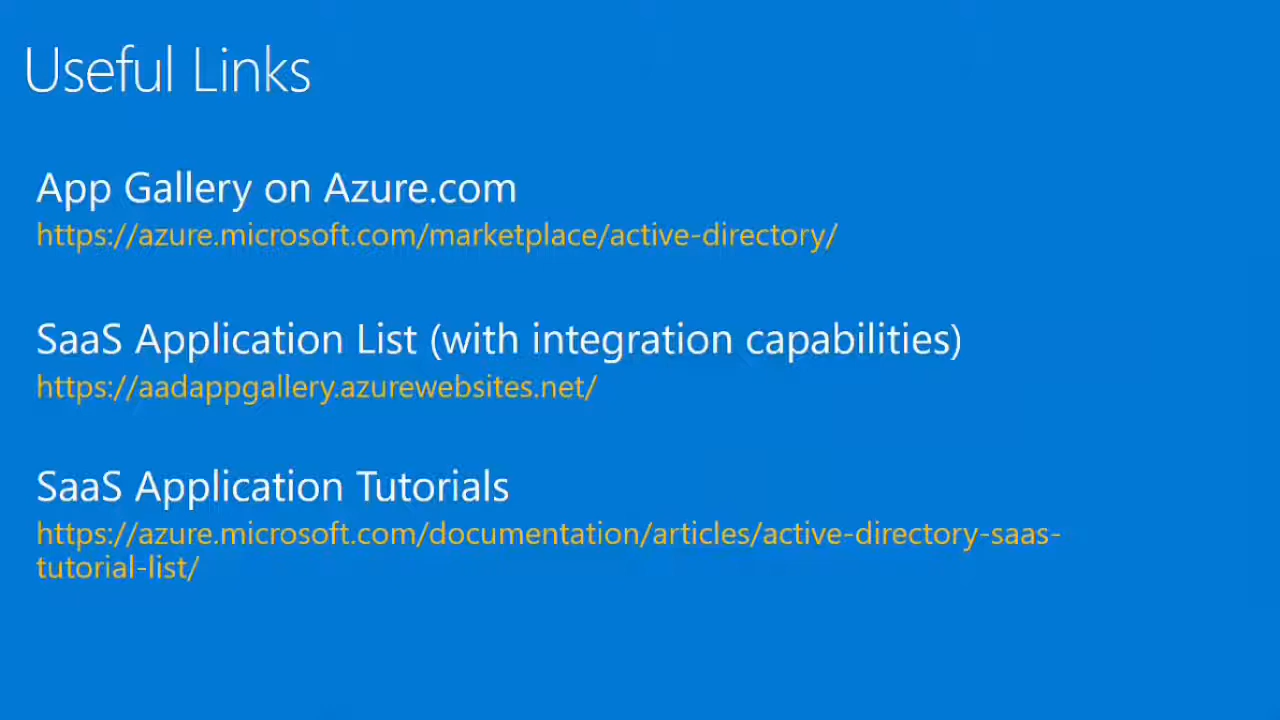 Useful Links
App Gallery on Azure.com
https://azure.microsoft.com/marketplace/active-directory/
SaaS Application List (with integration capabilities)
https://aadappgallery.azurewebsites.net/
SaaS Application Tutorials
https://azure.microsoft.com/documentation/articles/active-directory-saas-
tutorial-list/